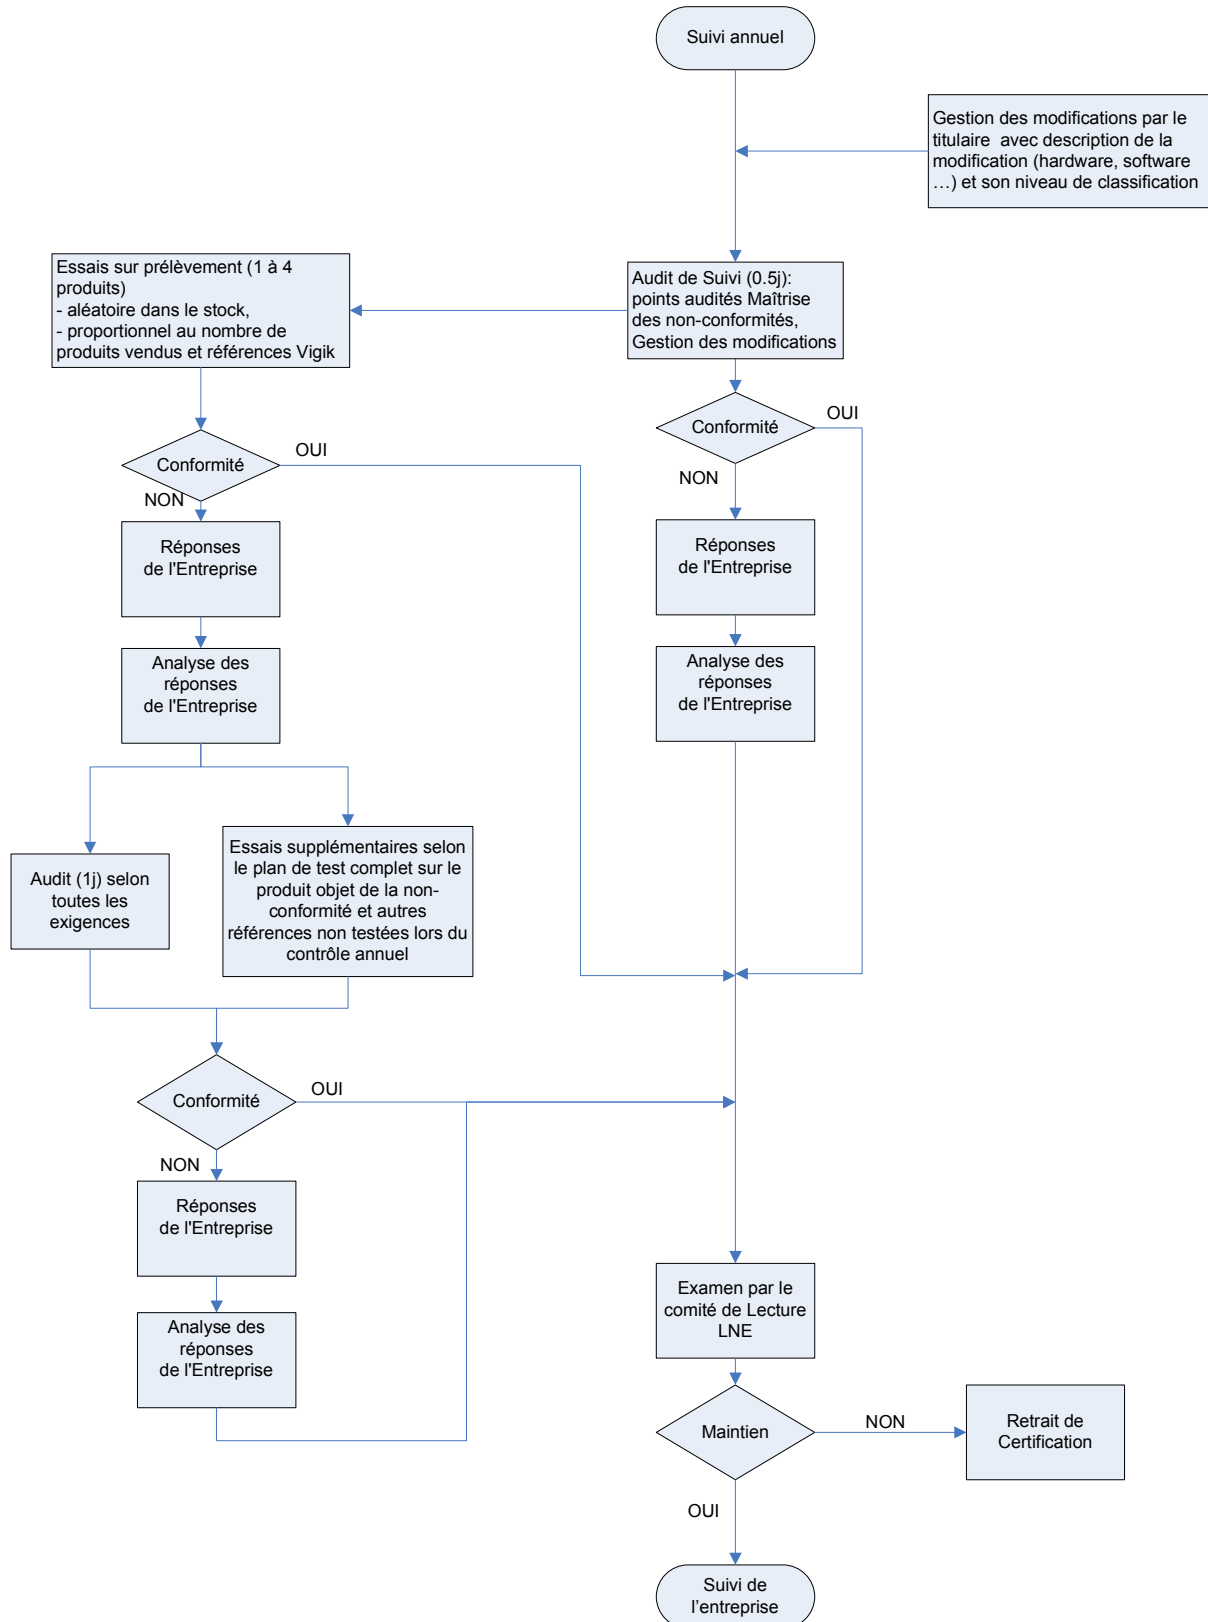 Suivi annuel
Gestion des modifications par le
titulaire avec description de la
modification (hardware, software
…) et son niveau de classification
Essais sur prélèvement (1 à 4
produits)
- aléatoire dans le stock,
- proportionnel au nombre de
produits vendus et références Vigik
Audit de Suivi (0.5j):
points audités Maîtrise
des non-conformités,
Gestion des modifications
Conformité
OUI
NON
Réponses
de l'Entreprise
Analyse des
réponses
de l'Entreprise
Conformité
OUI
NON
Réponses
de l'Entreprise
Analyse des
réponses
de l'Entreprise
Audit (1j) selon
toutes les
exigences
Essais supplémentaires selon
le plan de test complet sur le
produit objet de la non-
conformité et autres
références non testées lors du
contrôle annuel
Conformité
OUI
NON
Réponses
de l'Entreprise
Analyse des
réponses
de l'Entreprise
Examen par le
comité de Lecture
LNE
Maintien
NON
Retrait de
Certification
OUI
Suivi de
l’entreprise